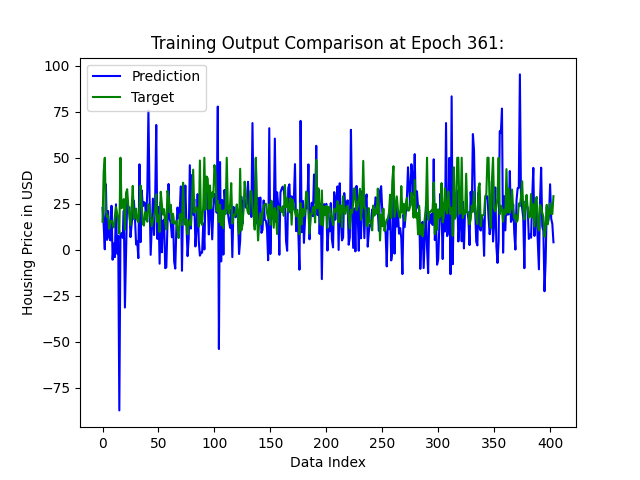 Training Output Comparison at Epoch 361:
Prediction
Target
Housing Price in USD
100
75
50
25
0
−25
−50
−75
0 50 100 150 200 250 300 350 400
Data Index